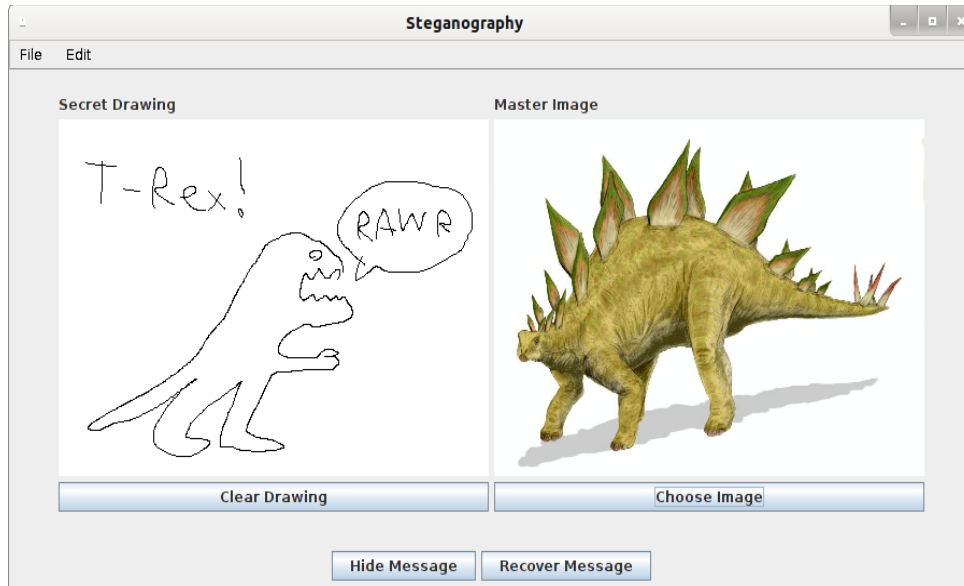 Steganography
File Edit
Secret Drawing
Master Image
T-Rex!
RAWR
Clear Drawing
Choose Image
Hide Message
Recover Message